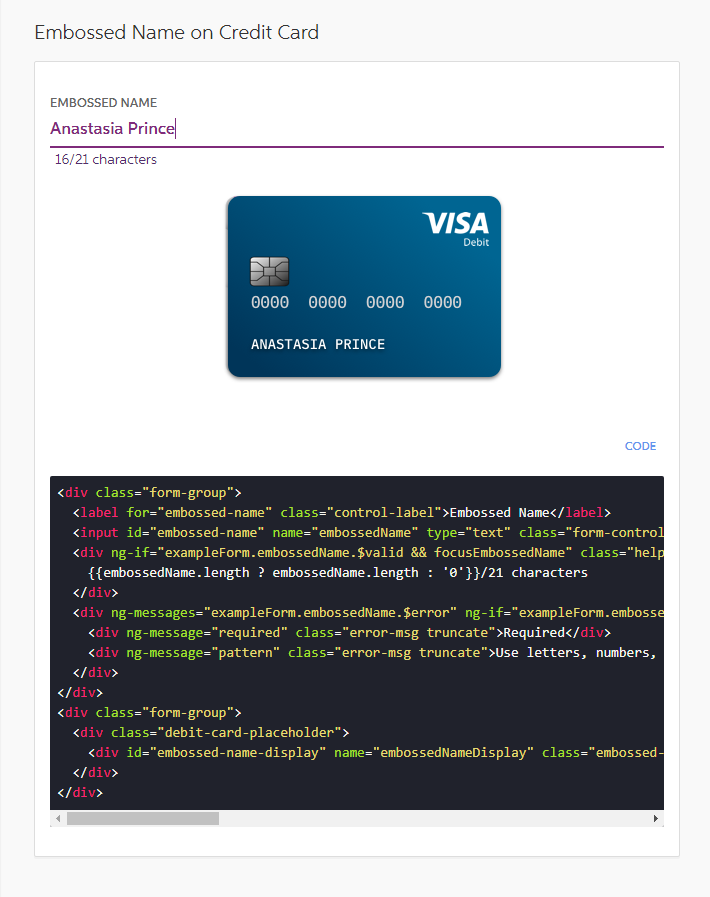 Embossed Name on Credit Card
EMBOSSED NAME
Anastasia Prince
16/21 characters
VISA
Debit
0000 0000 0000 0000
ANASTASIA PRINCE
CODE
<div class="form-group">
<label for="embossed-name" class="control-label">Embossed Name</label>
<input id="embossed-name" name="embossedName" type="text" class="form-control
<div ng-if="exampleForm.embossedName.$valid && focusEmbossedName" class="help
{{embossedName.length ? embossedName.length : '0'}}/21 characters
</div>
<div ng-messages="exampleForm.embossedName.$error" ng-if="exampleForm.embosse
<div ng-message="required" class="error-msg truncate">Required</div>
<div ng-message="pattern" class="error-msg truncate">Use letters, numbers,
</div>
</div>
<div class="form-group">
<div class="debit-card-placeholder">
<div id="embossed-name-display" name="embossedNameDisplay" class="embossed-
</div>
</div>